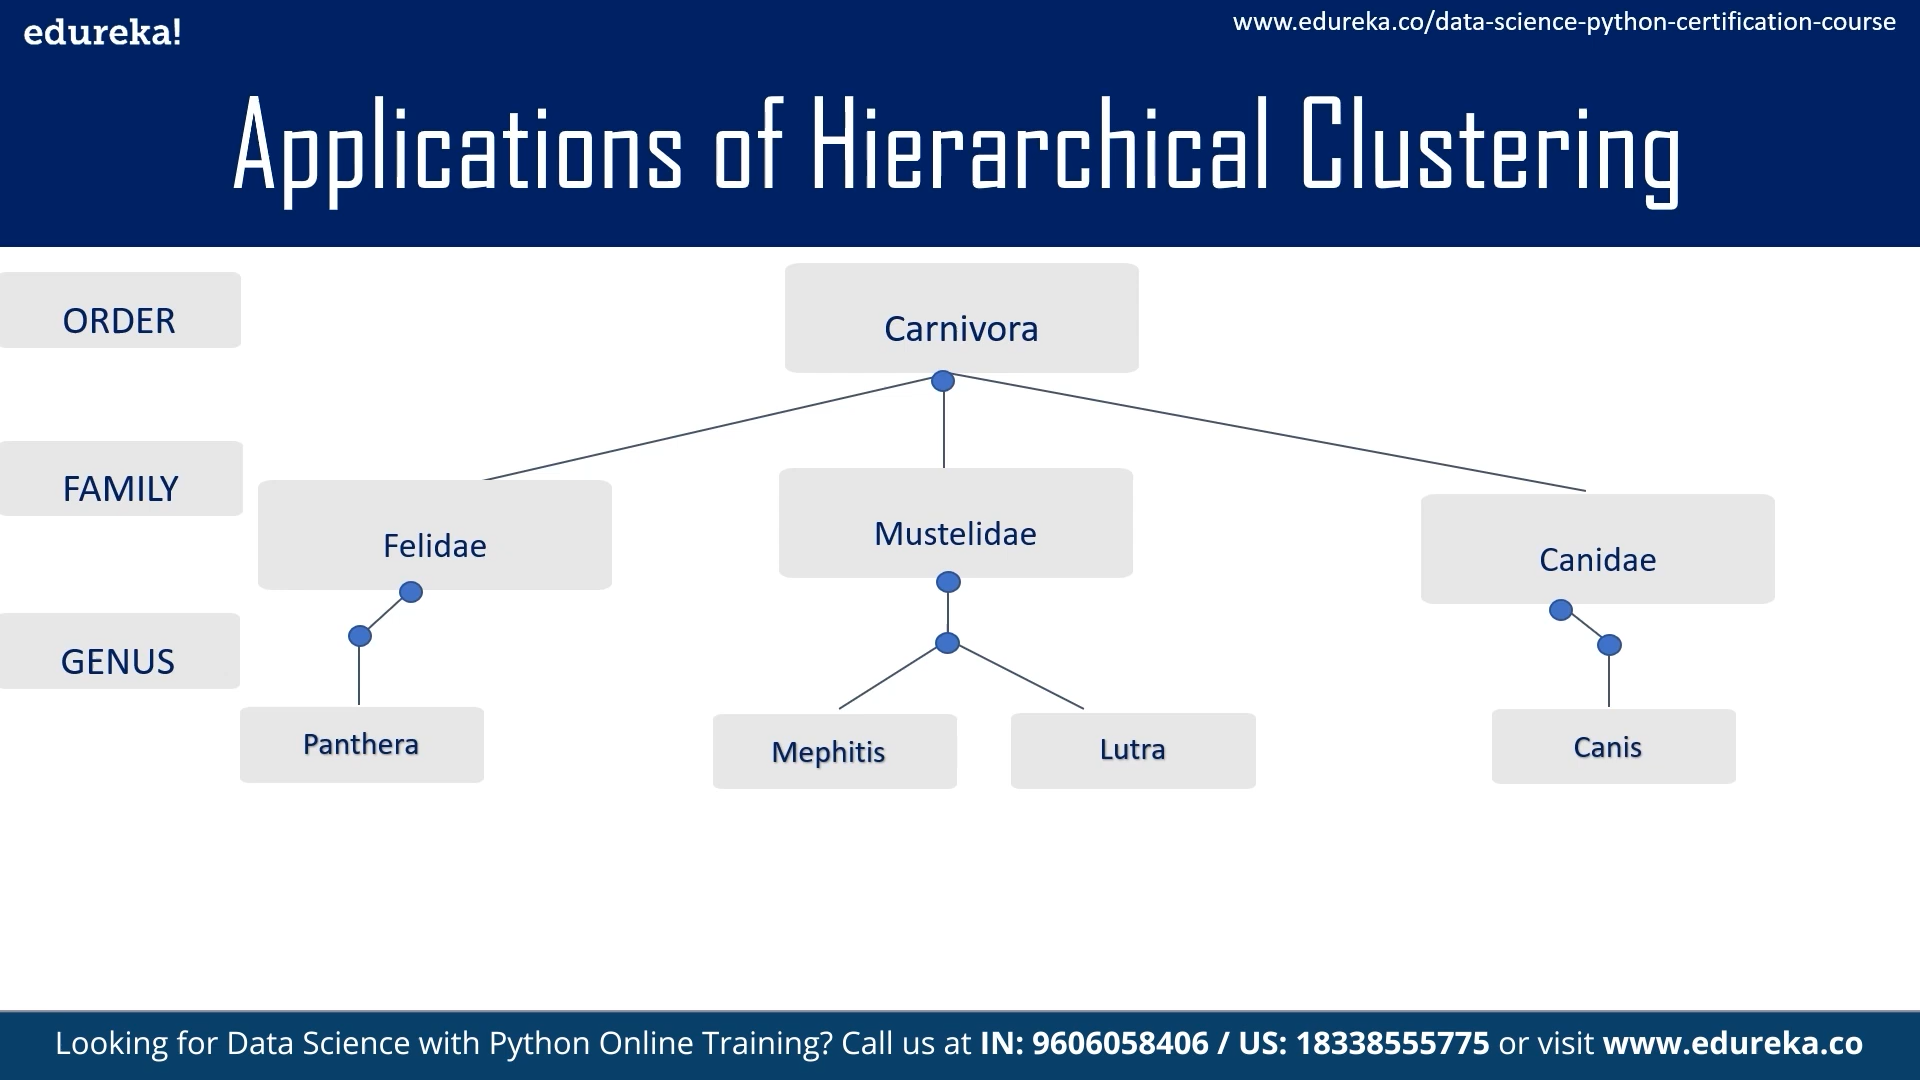 edureka!
www.edureka.co/data-science-python-certification-course
Applications of Hierarchical Clustering
ORDER
Carnivora
FAMILY
Felidae
Mustelidae
Canidae
GENUS
Panthera
Mephitis
Lutra
Canis
Looking for Data Science with Python Online Training? Call us at IN: 9606058406 / US: 18338555775 or visit www.edureka.co